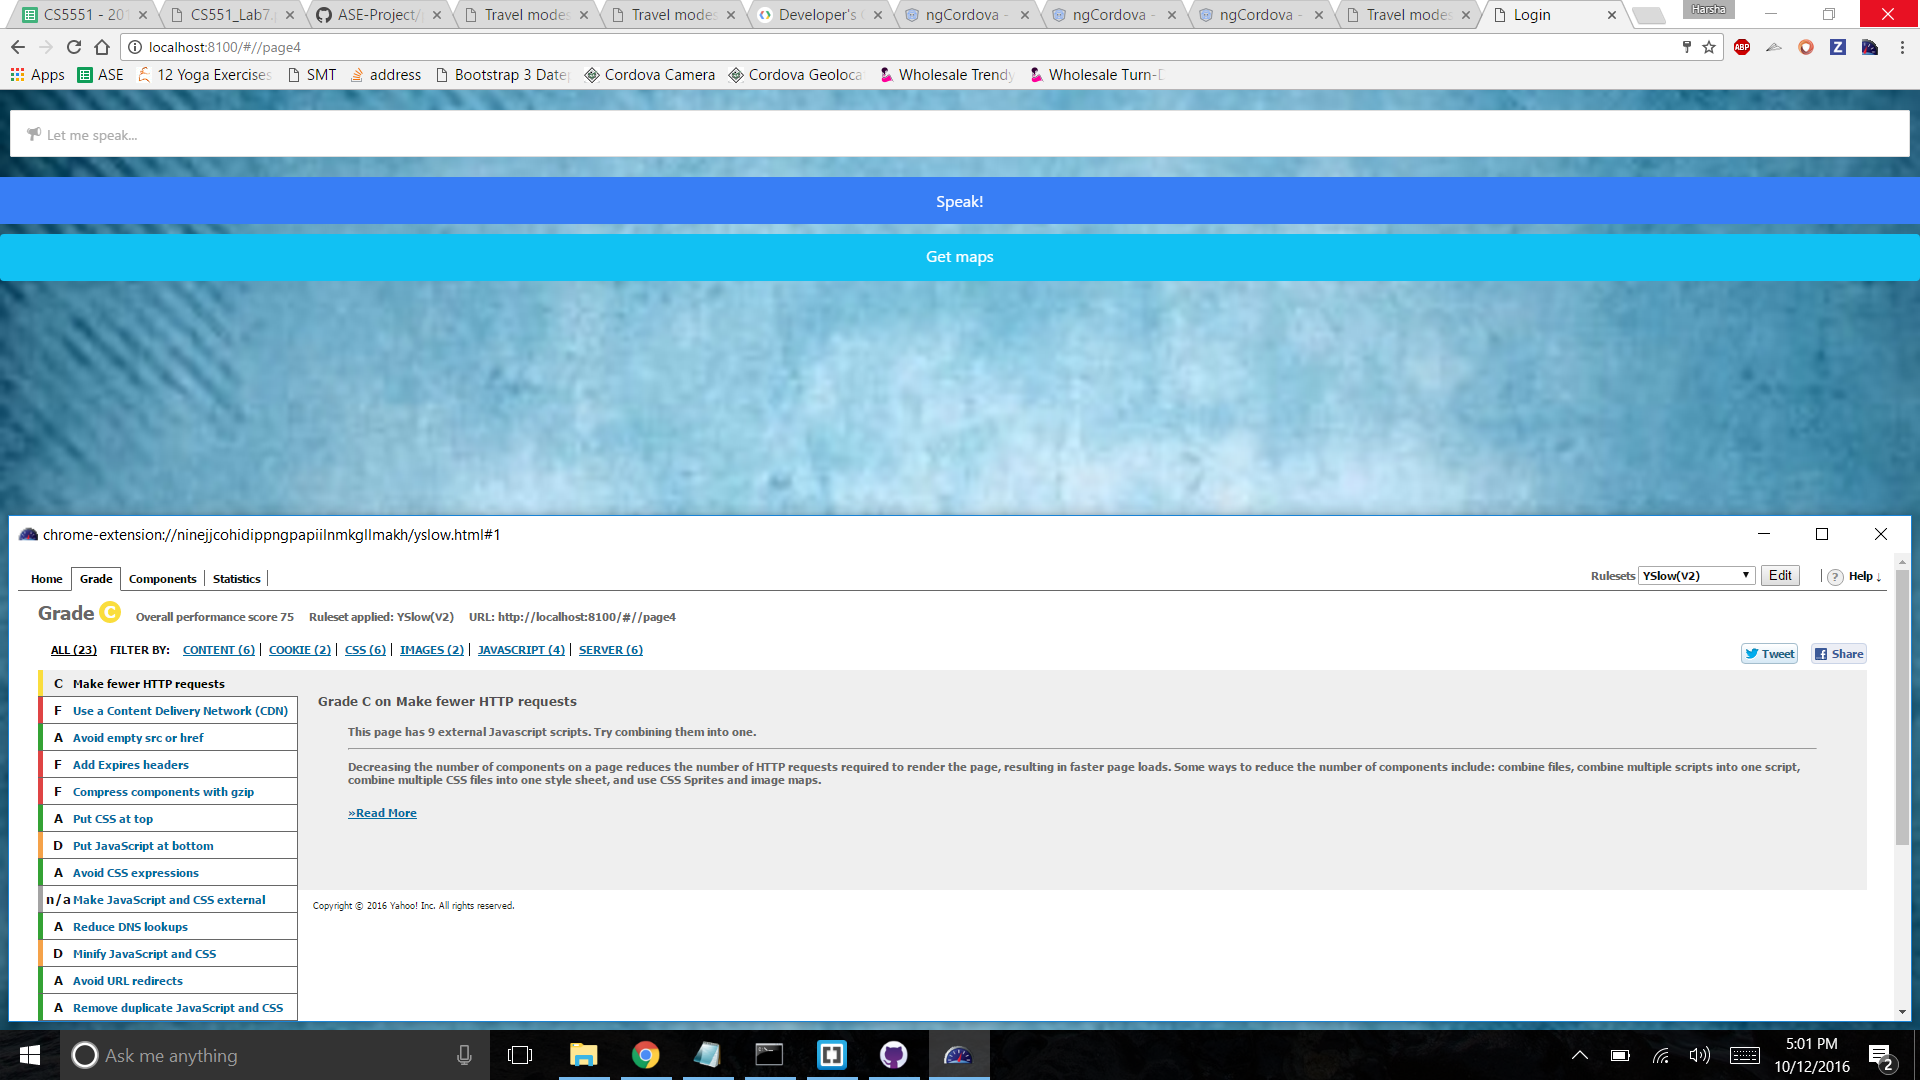 CS5551 - 201
CS551_Lab7.p
ASE-Project/p
Travel modes
Travel modes
Developer's G
ngCordova -
ngCordova -
ngCordova -
Travel modes
Login
Harsha
localhost:8100/#//page4
ABP
Z
Apps
ASE
12 Yoga Exercises
SMT
address
Bootstrap 3 Date
Cordova Camera
Cordova Geoloca
Wholesale Trendy
Wholesale Turn-D
Let me speak...
Speak!
Get maps
chrome-extension://ninejjcohidippngpapiilnmkgllmakh/yslow.html#1
Home
Grade
Components
Statistics
Rulesets
YSlow(V2)
Edit
? Help ↓
Grade C
Overall performance score 75
Ruleset applied: YSlow(V2)
URL: http://localhost:8100/#//page4
ALL (23)
FILTER BY:
CONTENT (6)
COOKIE (2)
CSS (6)
IMAGES (2)
JAVASCRIPT (4)
SERVER (6)
Tweet
Share
C Make fewer HTTP requests
F Use a Content Delivery Network (CDN)
A Avoid empty src or href
F Add Expires headers
F Compress components with gzip
A Put CSS at top
D Put JavaScript at bottom
A Avoid CSS expressions
n/a Make JavaScript and CSS external
A Reduce DNS lookups
D Minify JavaScript and CSS
A Avoid URL redirects
A Remove duplicate JavaScript and CSS
Grade C on Make fewer HTTP requests
This page has 9 external Javascript scripts. Try combining them into one.
Decreasing the number of components on a page reduces the number of HTTP requests required to render the page, resulting in faster page loads. Some ways to reduce the number of components include: combine files, combine multiple scripts into one script,
combine multiple CSS files into one style sheet, and use CSS Sprites and image maps.
»Read More
Copyright © 2016 Yahoo! Inc. All rights reserved.
Ask me anything
5:01 PM
10/12/2016
2